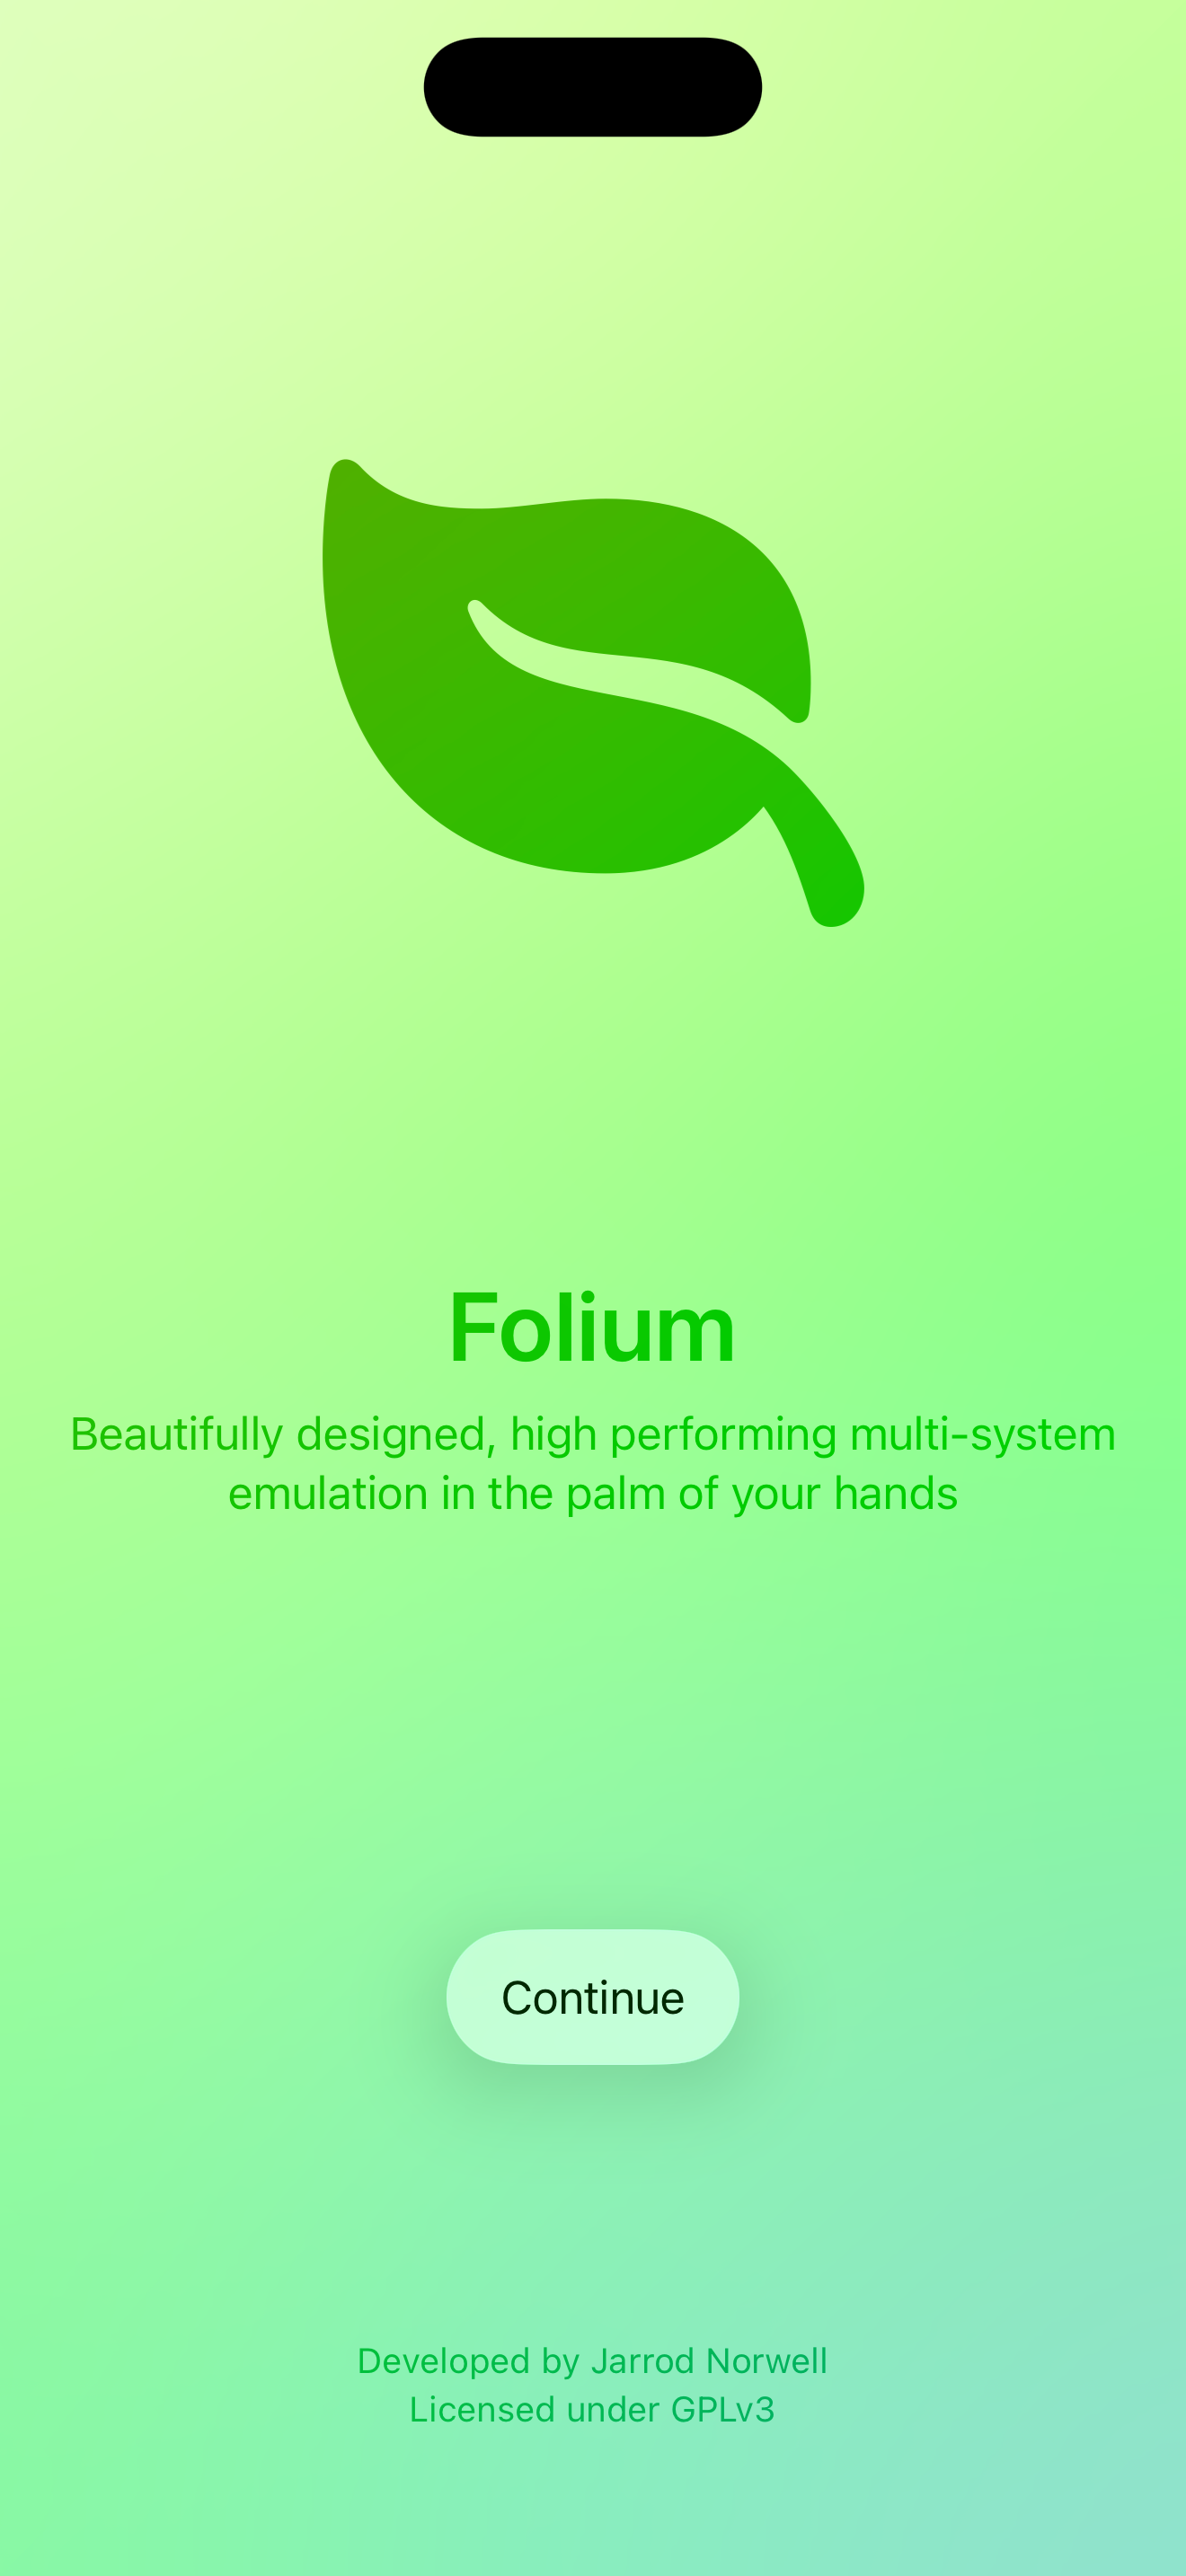 Folium
Beautifully designed, high performing multi-system
emulation in the palm of your hands
Continue
Developed by Jarrod Norwell
Licensed under GPLv3